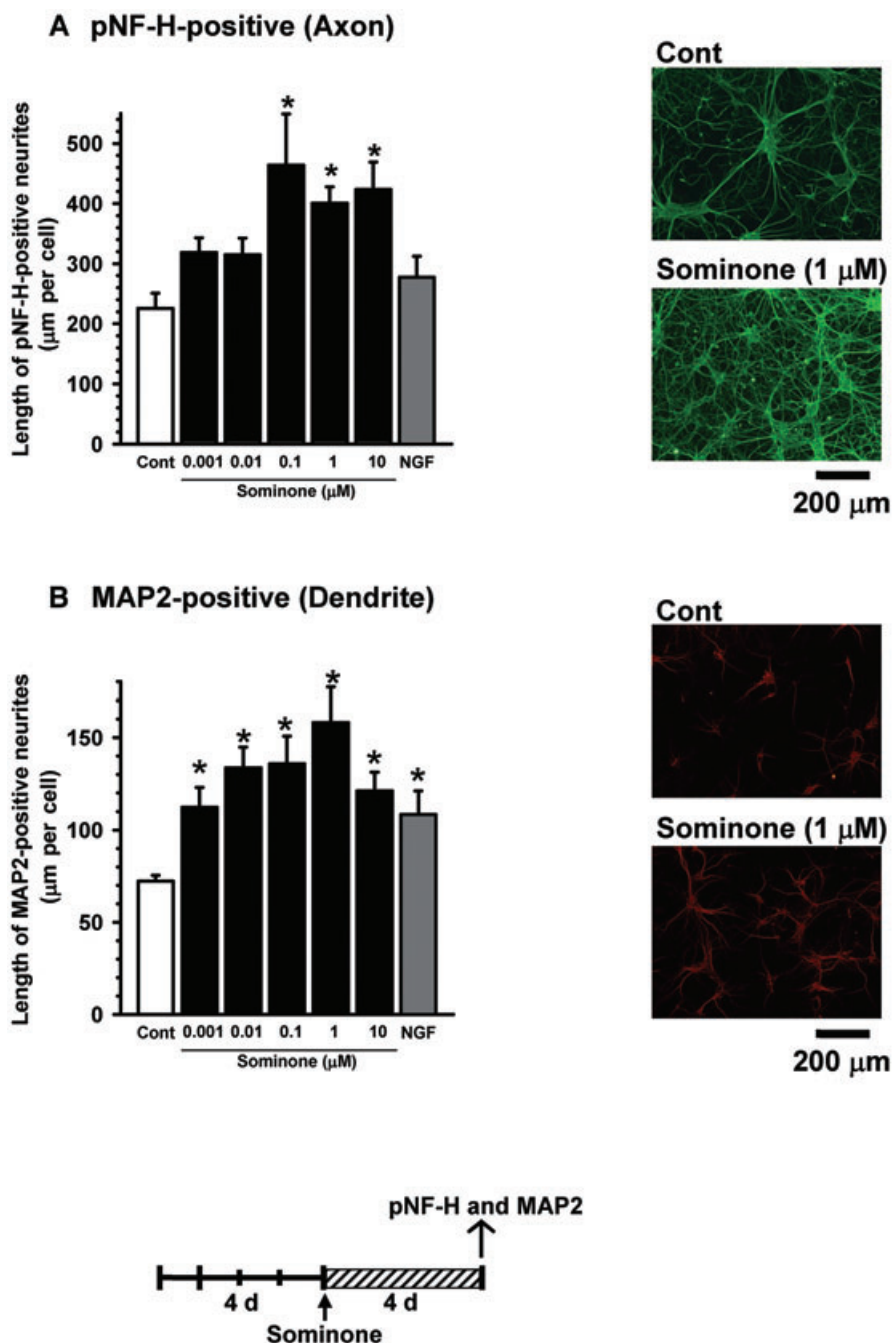 A pNF-H-positive (Axon)
Length of pNF-H-positive neurites
(μm per cell)
500
400
300
200
100
0
*
*
*
Cont 0.001 0.01 0.1 1 10 NGF
Sominone (μM)
Cont
Sominone (1 μM)
200 μm
B MAP2-positive (Dendrite)
Length of MAP2-positive neurites
(μm per cell)
150
100
50
0
*
*
*
*
*
*
Cont 0.001 0.01 0.1 1 10 NGF
Sominone (μM)
Cont
Sominone (1 μM)
200 μm
pNF-H and MAP2
4 d 4 d
Sominone